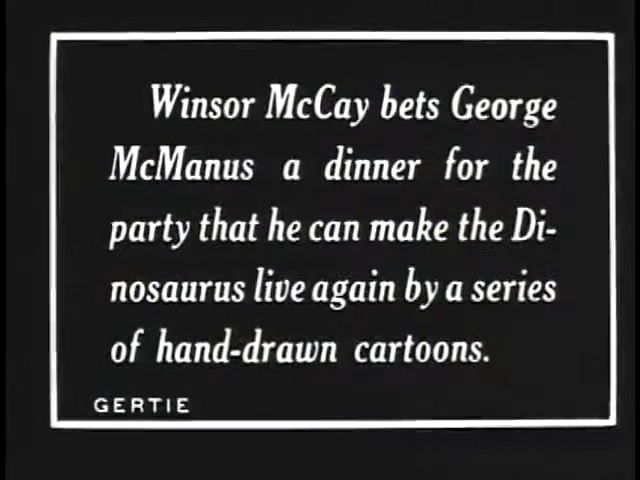 Winsor McCay bets George
McManus a dinner for the
party that he can make the Di-
nosaurus live again by a series
of hand-drawn cartoons.
GERTIE